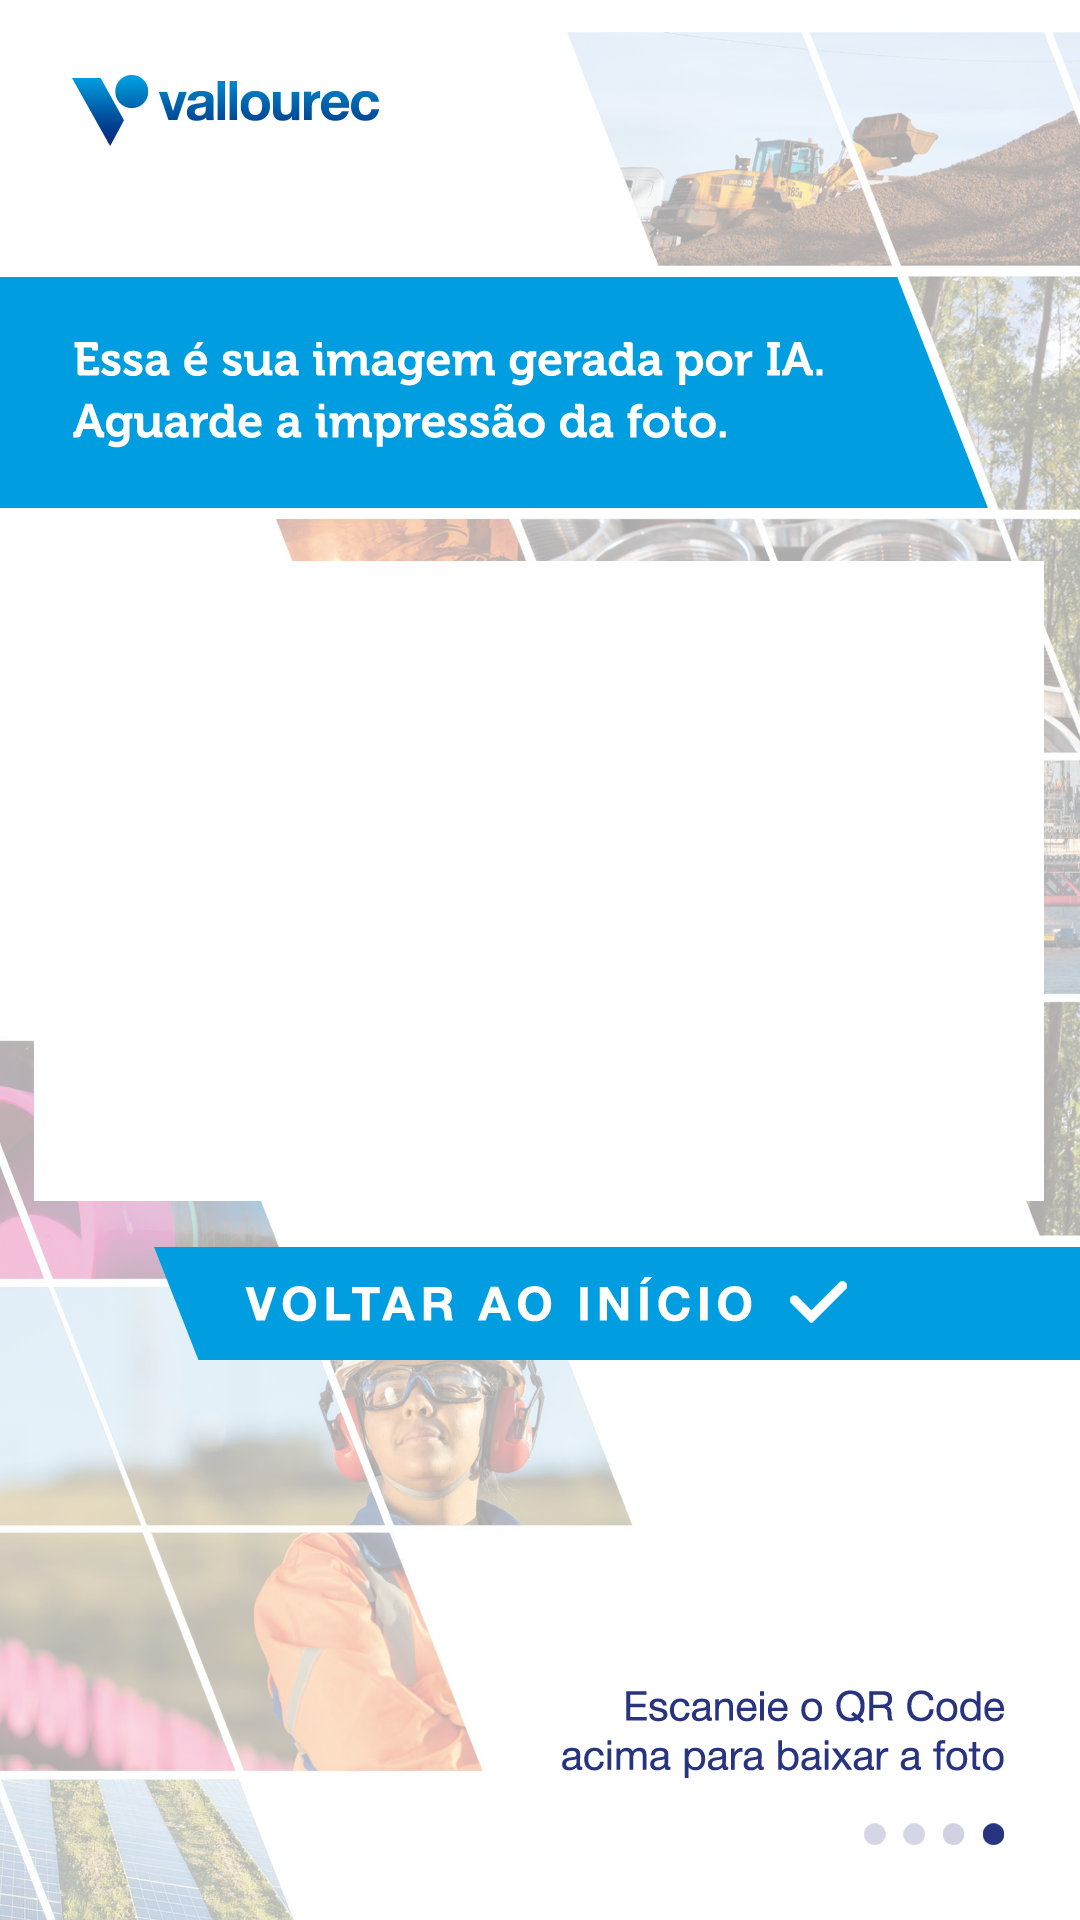 vallourec
Essa é sua imagem gerada por IA.
Aguarde a impressão da foto.
VOLTAR AO INÍCIO
Escaneie o QR Code
acima para baixar a foto